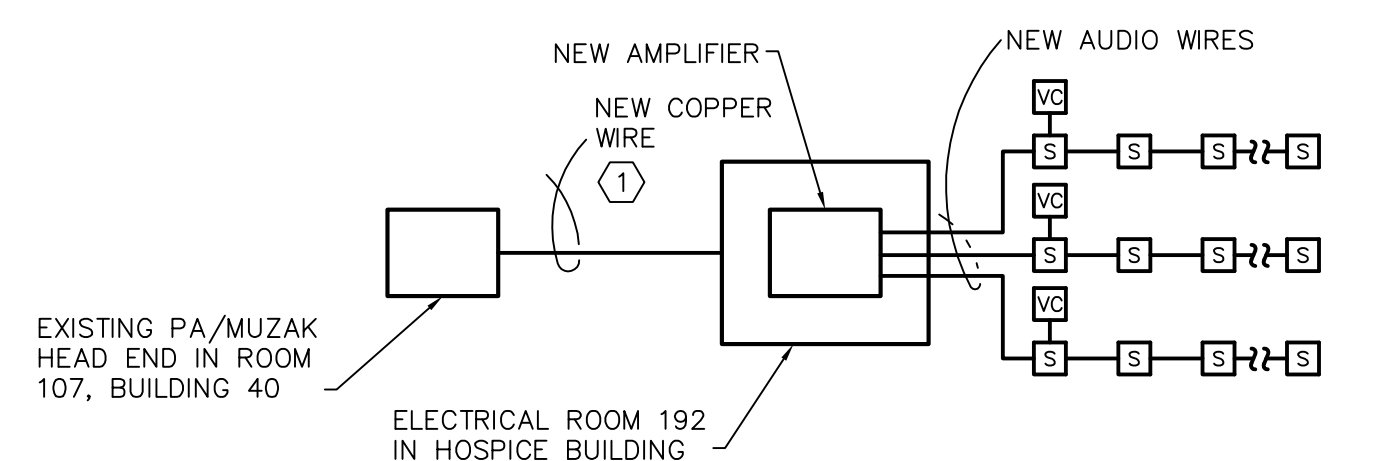 NEW AMPLIFIER
NEW AUDIO WIRES
NEW COPPER
WIRE
1
VC
S S S S
VC
S S S S
VC
S S S S
EXISTING PA/MUZAK
HEAD END IN ROOM
107, BUILDING 40
ELECTRICAL ROOM 192
IN HOSPICE BUILDING